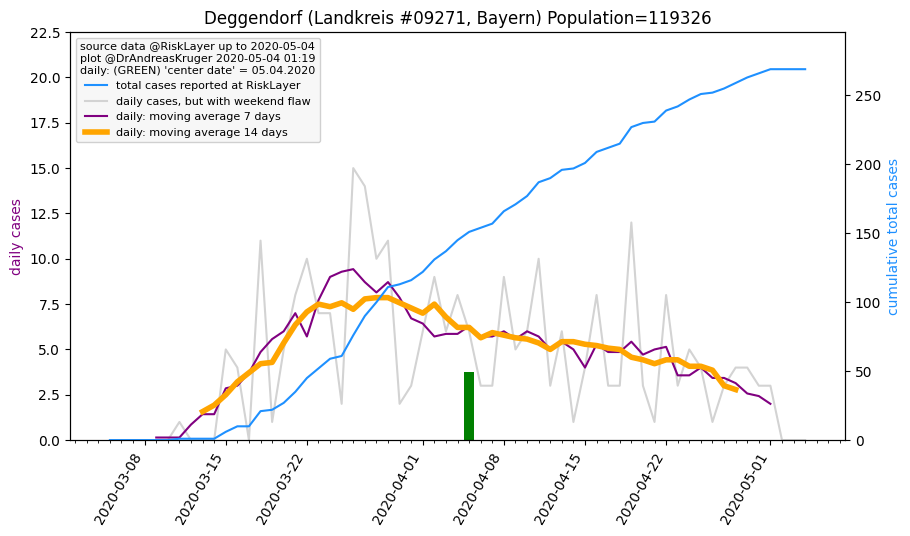 Deggendorf (Landkreis #09271, Bayern) Population=119326
source data @RiskLayer up to 2020-05-04
plot @DrAndreasKruger 2020-05-04 01:19
daily: (GREEN) 'center date' = 05.04.2020
total cases reported at RiskLayer
daily cases, but with weekend flaw
daily: moving average 7 days
daily: moving average 14 days
daily cases
22.5
20.0
17.5
15.0
12.5
10.0
7.5
5.0
2.5
0.0
250
200
150
100
50
0
cumulative total cases
2020-03-08
2020-03-15
2020-03-22
2020-04-01
2020-04-08
2020-04-15
2020-04-22
2020-05-01